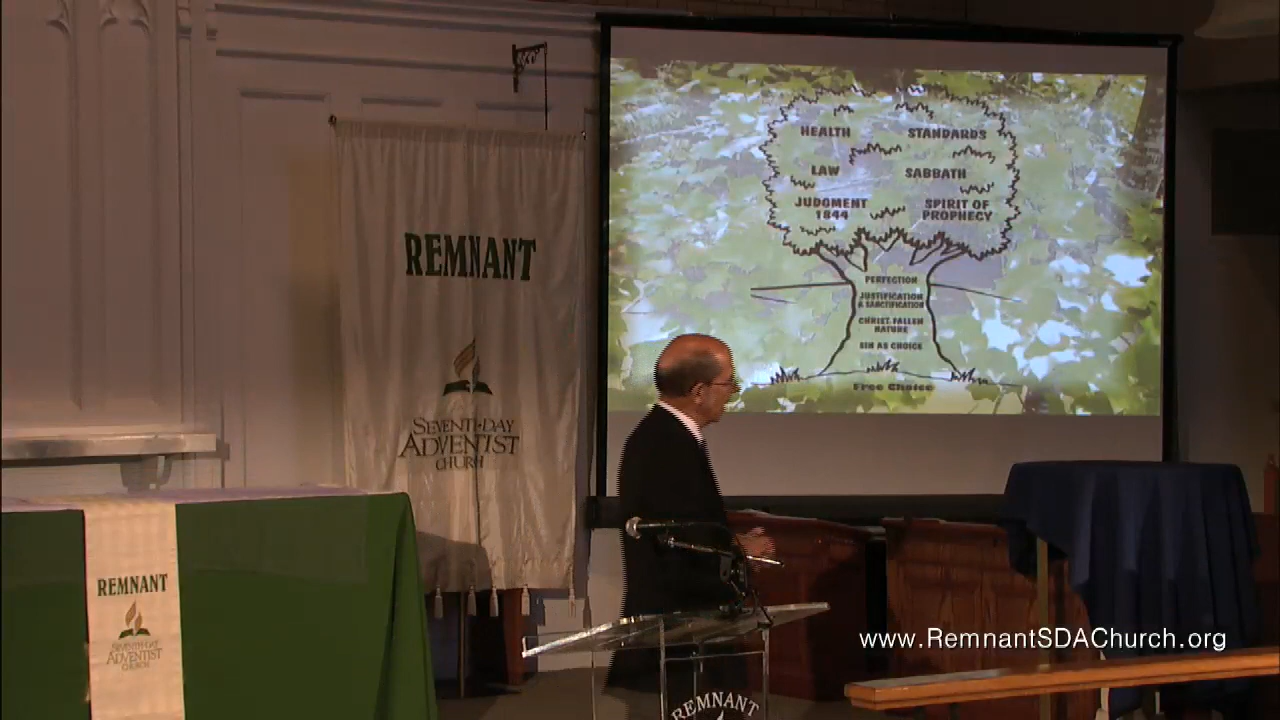 REMNANT
SEVENTH-DAY
ADVENTIST
CHURCH
HEALTH
STANDARDS
LAW
SABBATH
JUDGMENT
1844
SPIRIT OF
PROPHECY
PERFECTION
JUSTIFICATION
& SANCTIFICATION
CHRIST-FALLEN
NATURE
SIN AS CHOICE
Free Choice
REMNANT
SEVENTH-DAY
ADVENTIST
CHURCH
REMNANT
www.RemnantSDAChurch.org